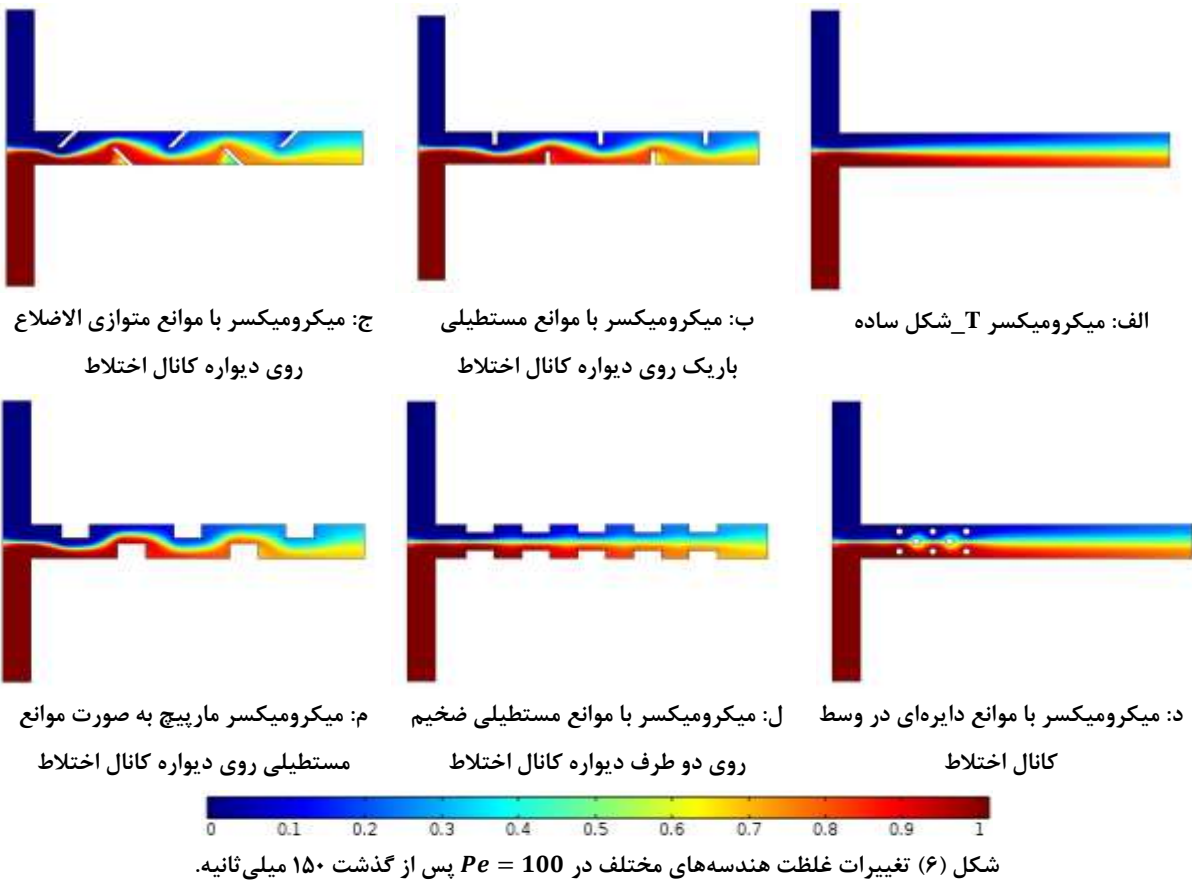 الف: میکرومیکسر T_شکل ساده
ب: میکرومیکسر با موانع مستطیلی
باریک روی دیواره کانال اختلاط
ج: میکرومیکسر با موانع متوازی الاضلاع
روی دیواره کانال اختلاط
د: میکرومیکسر با موانع دایره‌ای در وسط
کانال اختلاط
ل: میکرومیکسر با موانع مستطیلی ضخیم
روی دو طرف دیواره کانال اختلاط
م: میکرومیکسر مارپیچ به صورت موانع
مستطیلی روی دیواره کانال اختلاط
0 0.1 0.2 0.3 0.4 0.5 0.6 0.7 0.8 0.9 1
شکل (۶) تغییرات غلظت هندسه‌های مختلف در Pe = 100 پس از گذشت ۱۵۰ میلی‌ثانیه.